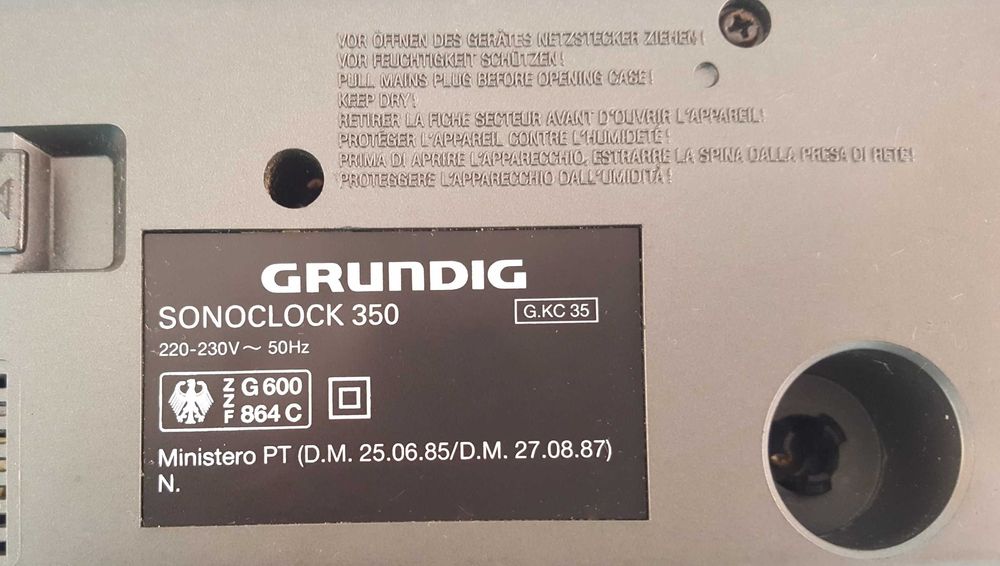 VOR ÖFFNEN DES GERÄTES NETZSTECKER ZIEHEN!
VOR FEUCHTIGKEIT SCHÜTZEN!
PULL MAINS PLUG BEFORE OPENING CASE!
KEEP DRY!
RETIRER LA FICHE SECTEUR AVANT D'OUVRIR L'APPAREIL!
PROTÉGER L'APPAREIL CONTRE L'HUMIDETÉ!
PRIMA DI APRIRE L'APPARECCHIO, ESTRARRE LA SPINA DALLA PRESA DI RETE!
PROTEGGERE L'APPARECCHIO DALL'UMIDITÀ!
GRUNDIG
SONOCLOCK 350 G.KC 35
220-230V ~ 50Hz
Z Z F G 600
864 C
Ministero PT (D.M. 25.06.85/D.M. 27.08.87)
N.